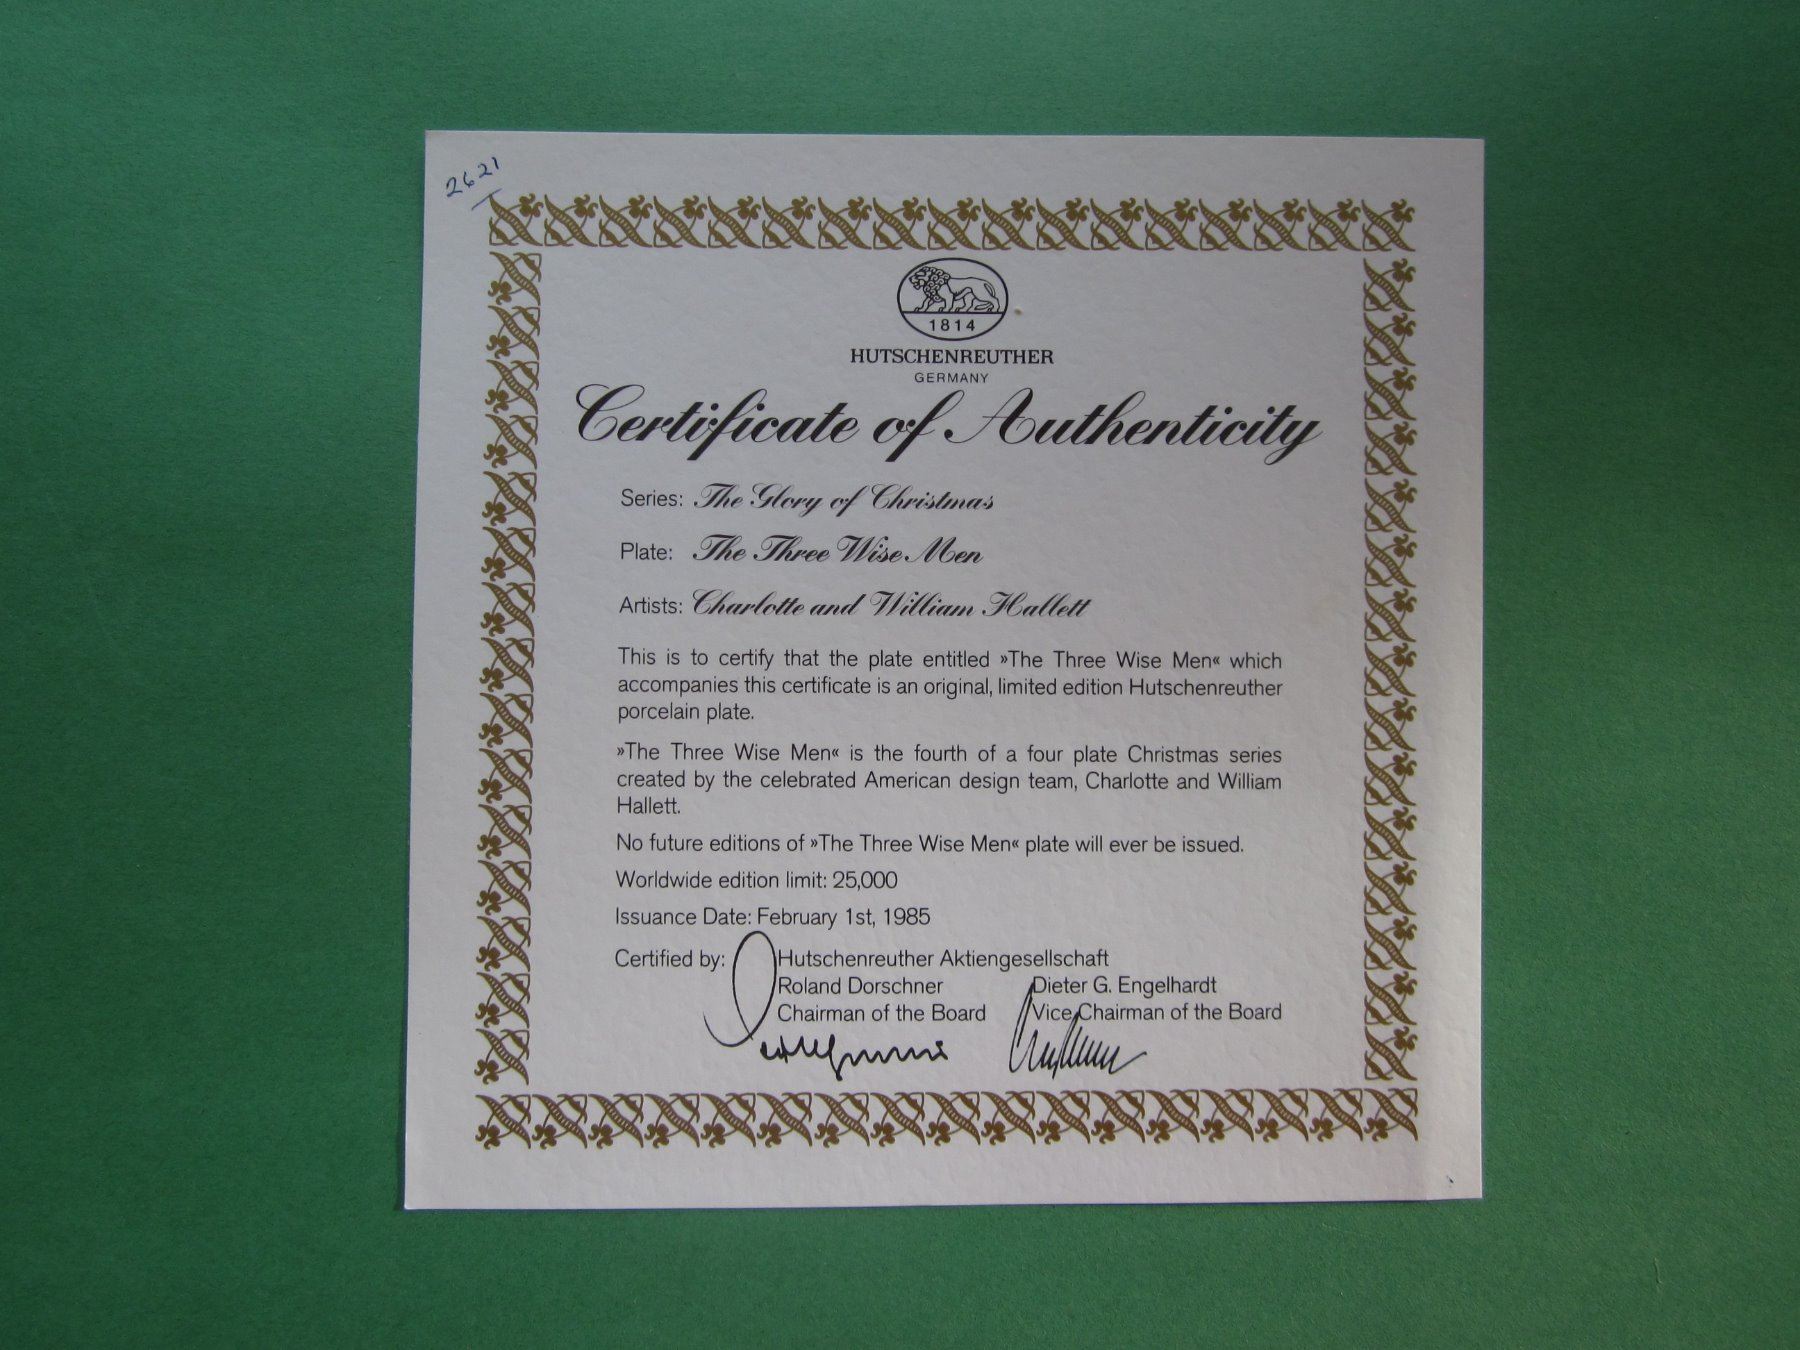 2621
1814
HUTSCHENREUTHER
GERMANY
Certificate of Authenticity
Series: The Glory of Christmas
Plate: The Three Wise Men
Artists: Charlotte and William Hallett
This is to certify that the plate entitled »The Three Wise Men« which
accompanies this certificate is an original, limited edition Hutschenreuther
porcelain plate.
»The Three Wise Men« is the fourth of a four plate Christmas series
created by the celebrated American design team, Charlotte and William
Hallett.
No future editions of »The Three Wise Men« plate will ever be issued.
Worldwide edition limit: 25,000
Issuance Date: February 1st, 1985
Certified by: Hutschenreuther Aktiengesellschaft
Roland Dorschner Dieter G. Engelhardt
Chairman of the Board Vice Chairman of the Board